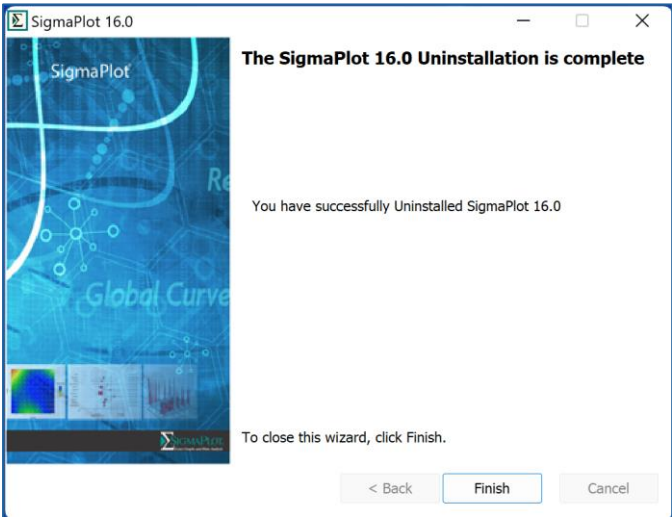 SigmaPlot 16.0
SigmaPlot
The SigmaPlot 16.0 Uninstallation is complete
You have successfully Uninstalled SigmaPlot 16.0
Global Curve
SIGMAPLOT
To close this wizard, click Finish.
< Back
Finish
Cancel